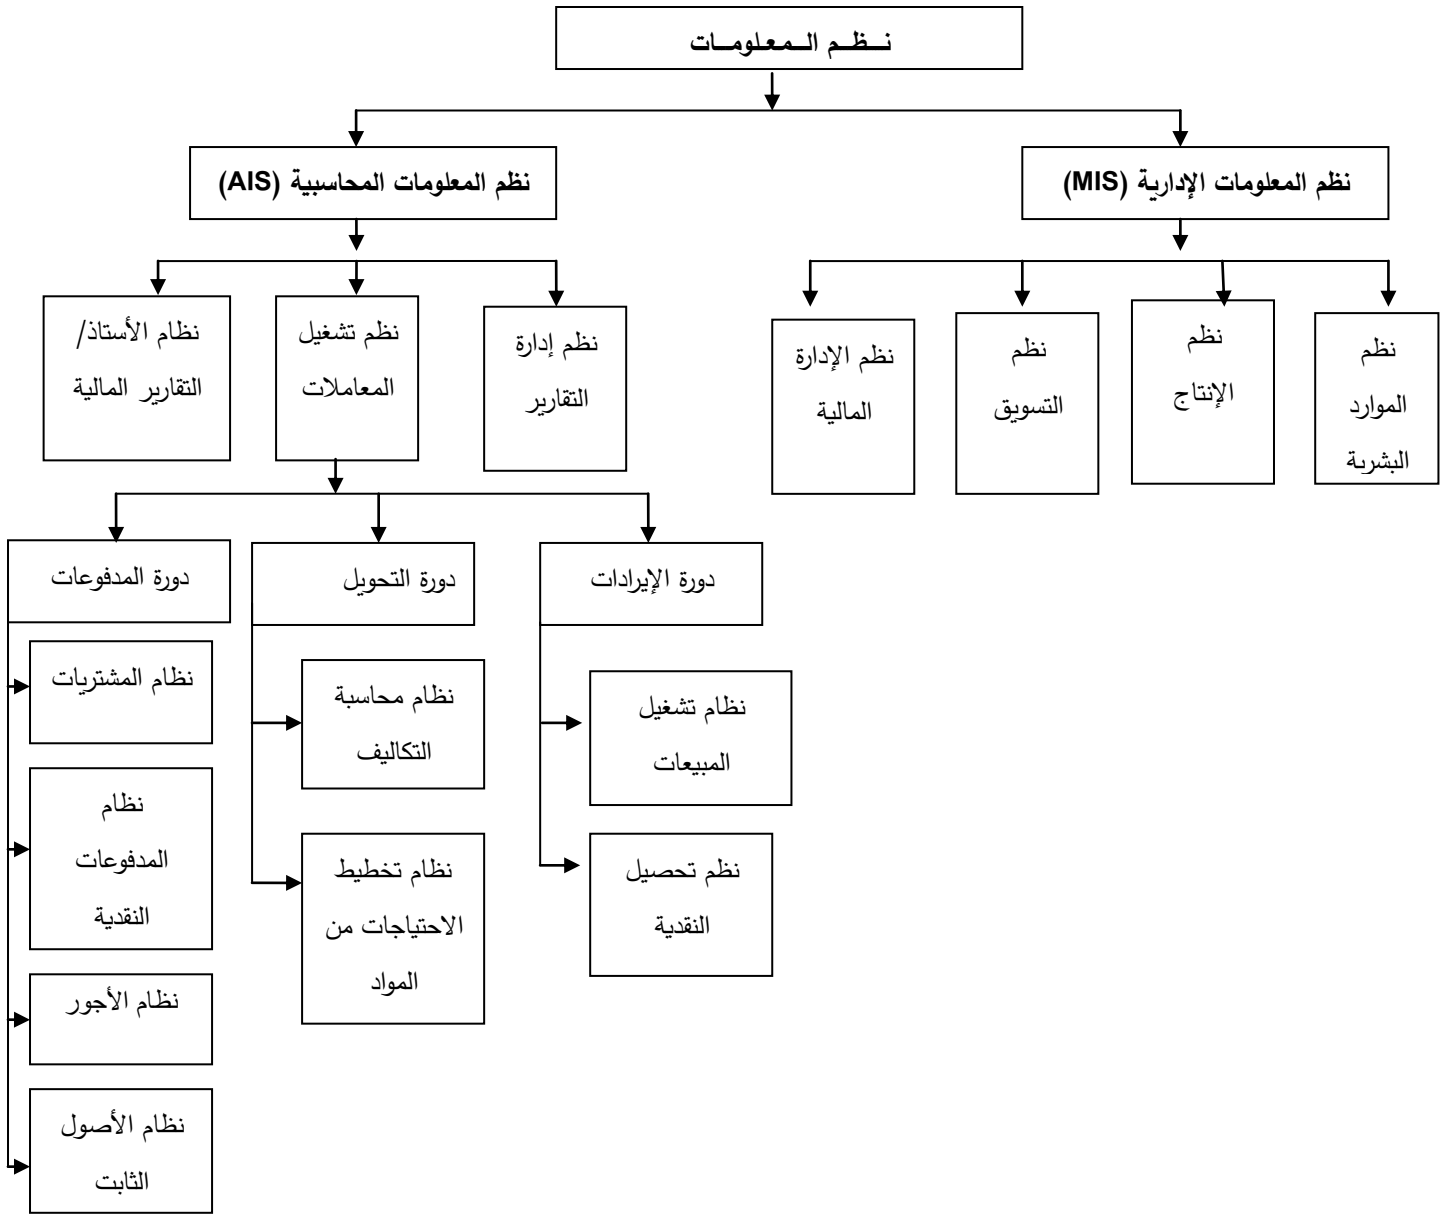 نــظــم الــمـعـلـومــات
نظم المعلومات الإدارية (MIS)
نظم المعلومات المحاسبية (AIS)
نظم
الموارد
البشرية
نظم
الإنتاج
نظم
التسويق
نظم الإدارة
المالية
نظم إدارة
التقارير
نظم تشغيل
المعاملات
نظام الأستاذ/
التقارير المالية
دورة الإيرادات
دورة التحويل
دورة المدفوعات
نظام تشغيل
المبيعات
نظم تحصيل
النقدية
نظام محاسبة
التكاليف
نظام تخطيط
الاحتياجات من
المواد
نظام المشتريات
نظام
المدفوعات
النقدية
نظام الأجور
نظام الأصول
الثابت